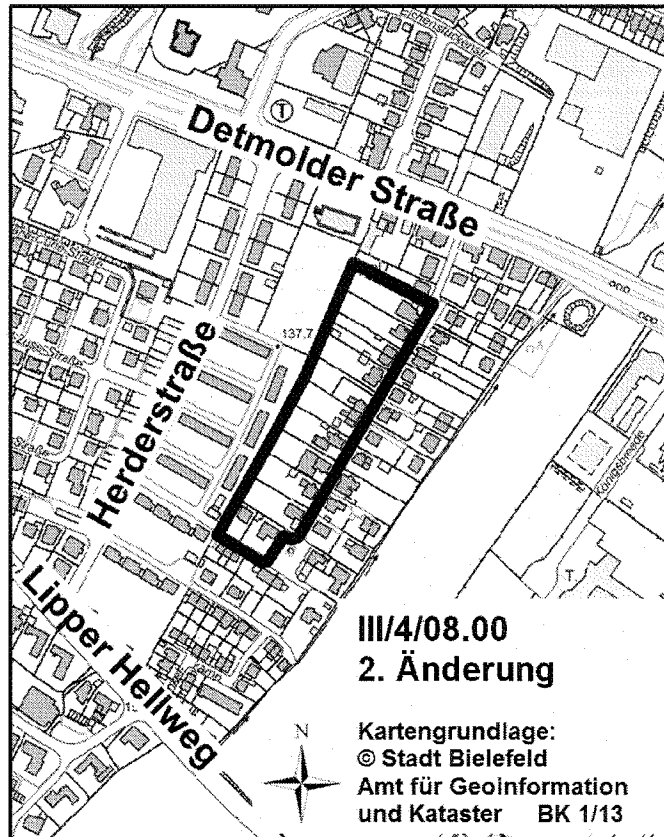 Detmolder Straße
137.7
Herderstraße
Lipper Hellweg
Königsbreede
T
III/4/08.00
2. Änderung
N
Kartengrundlage:
© Stadt Bielefeld
Amt für Geoinformation
und Kataster BK 1/13